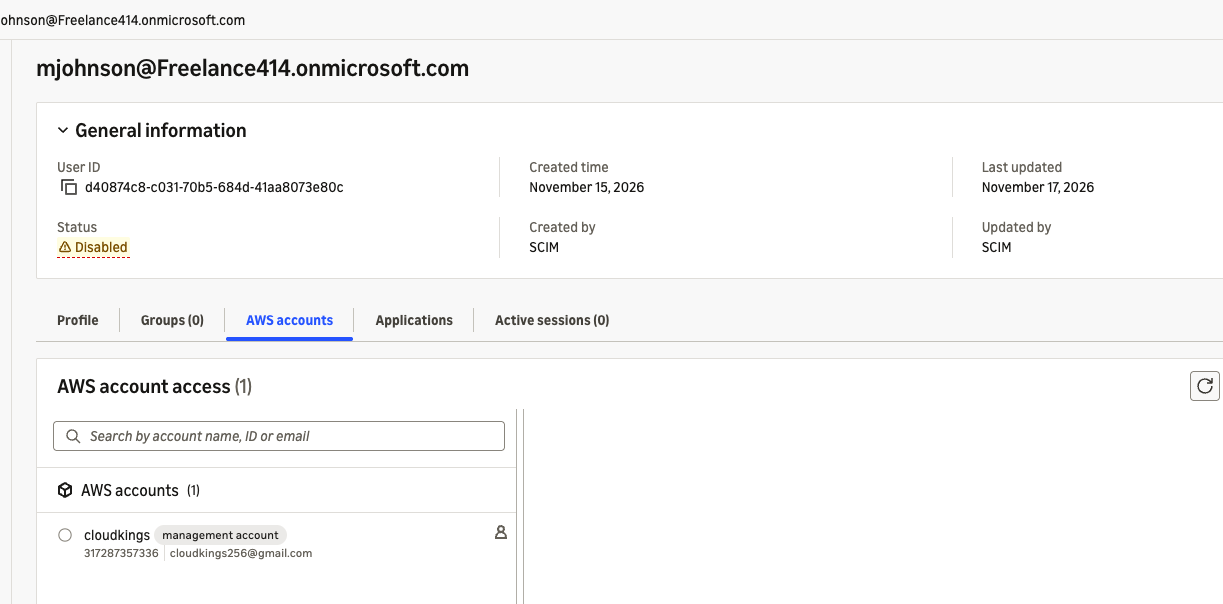 ohnson@Freelance414.onmicrosoft.com
mjohnson@Freelance414.onmicrosoft.com
General information
User ID
d40874c8-c031-70b5-684d-41aa8073e80c
Created time
November 15, 2026
Last updated
November 17, 2026
Status
Disabled
Created by
SCIM
Updated by
SCIM
Profile
Groups (0)
AWS accounts
Applications
Active sessions (0)
AWS account access (1)
Search by account name, ID or email
AWS accounts (1)
cloudkings management account
317287357336 cloudkings256@gmail.com